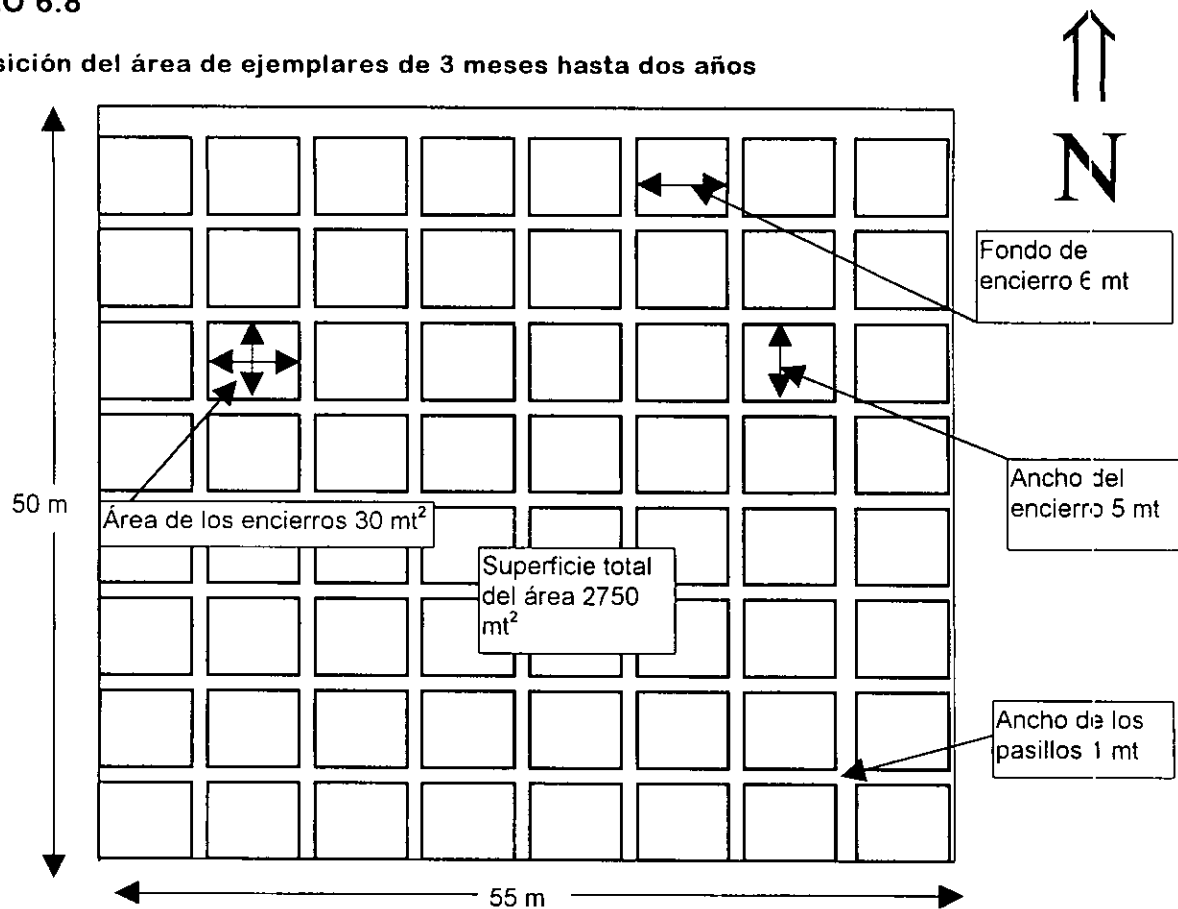 6.8
sición del área de ejemplares de 3 meses hasta dos años
N
Fondo de
encierro 6 mt
Ancho del
encierro 5 mt
50 m
Área de los encierros 30 mt²
Superficie total
del área 2750
mt²
Ancho de los
pasillos 1 mt
55 m